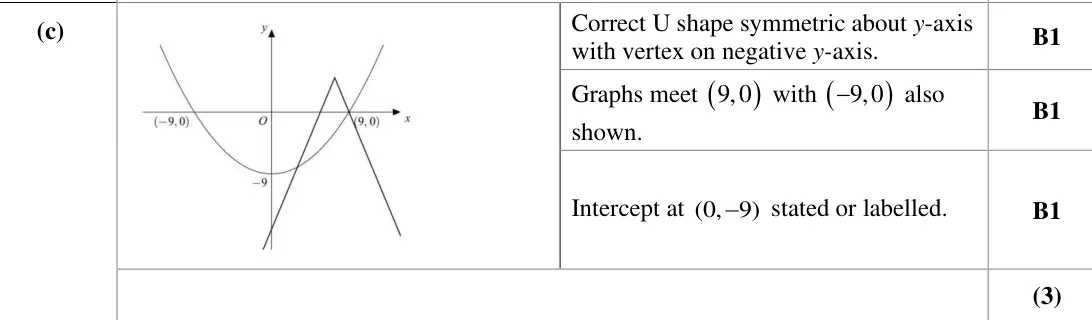 (c)
y
(−9, 0)
O
(9, 0)
x
−9
Correct U shape symmetric about y-axis
with vertex on negative y-axis.
B1
Graphs meet (9,0) with (−9,0) also
shown.
B1
Intercept at (0,−9) stated or labelled.
B1
(3)